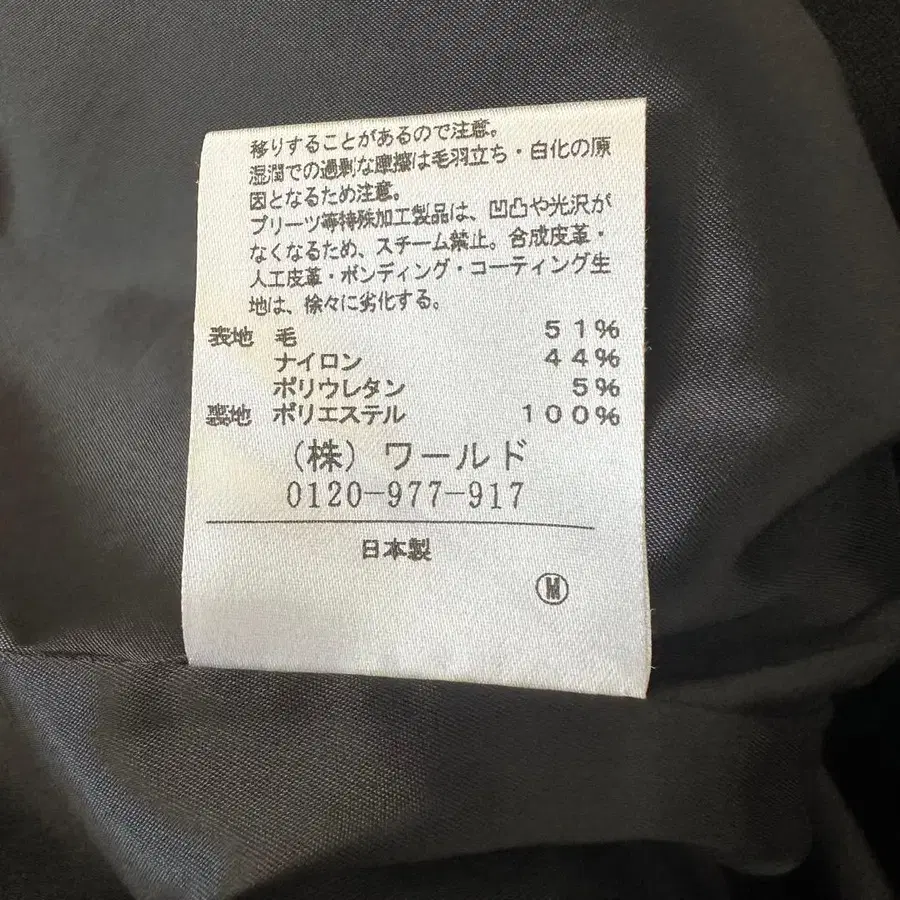 移りすることがあるので注意。
湿潤での過剰な摩擦は毛羽立ち・白化の原
因となるため注意。
プリーツ等特殊加工製品は、凹凸や光沢が
なくなるため、スチーム禁止。合成皮革・
人工皮革・ボンディング・コーティング生
地は、徐々に劣化する。
表地 毛 51%
ナイロン 44%
ポリウレタン 5%
裏地 ポリエステル 100%
(株)ワールド
0120-977-917
日本製
Ⓜ